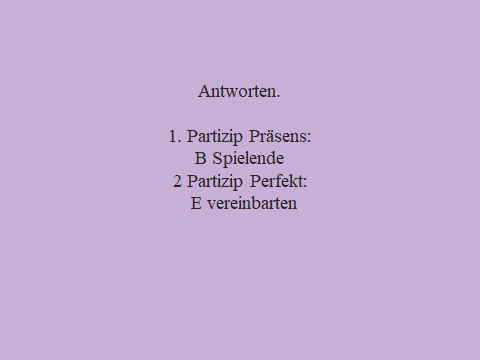 Antworten.
1. Partizip Präsens:
B Spielende
2 Partizip Perfekt:
E vereinbarten